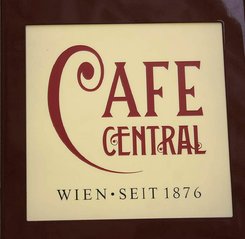 CAFE
CENTRAL
WIEN • SEIT 1876